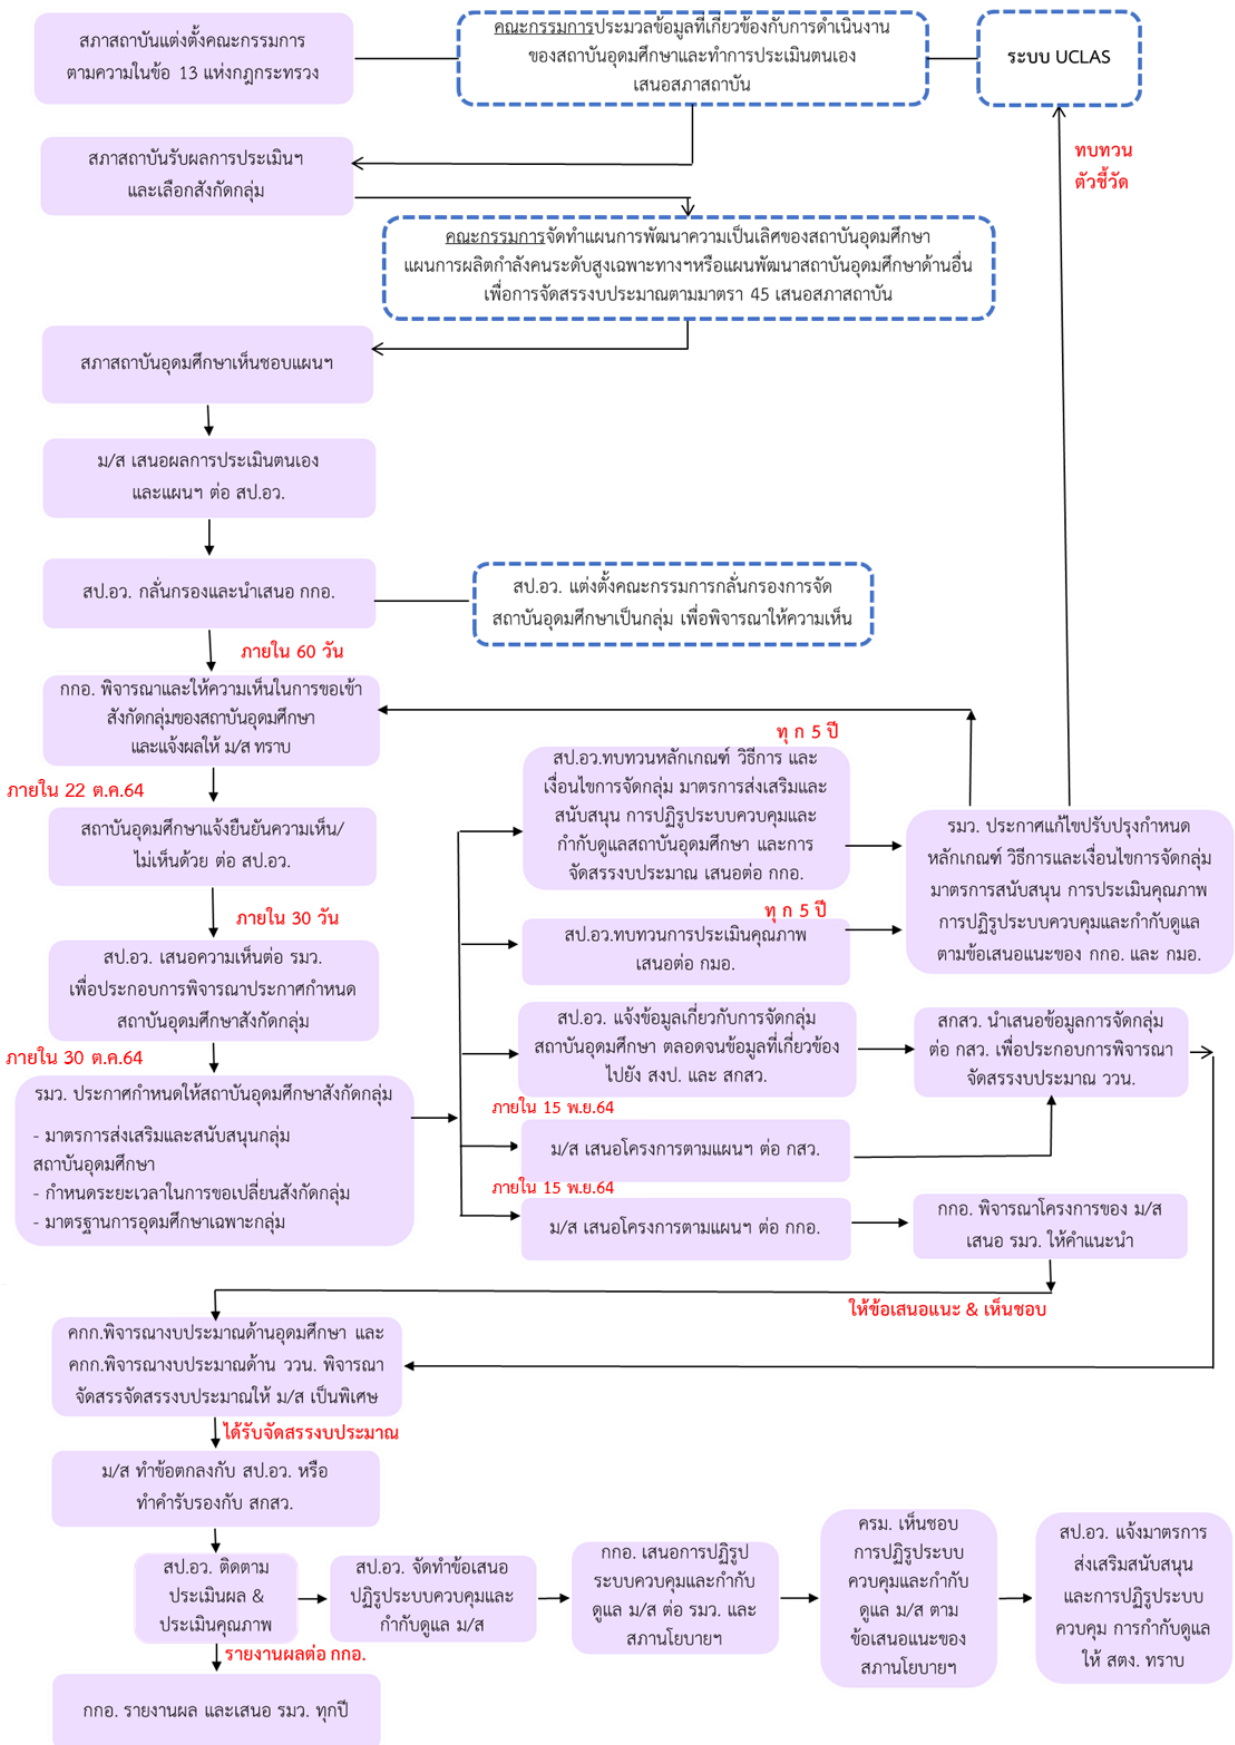 สภาสถาบันแต่งตั้งคณะกรรมการ
ตามความในข้อ 13 แห่งกฎกระทรวง
คณะกรรมการประมวลข้อมูลที่เกี่ยวข้องกับการดำเนินงาน
ของสถาบันอุดมศึกษาและทำการประเมินตนเอง
เสนอสภาสถาบัน
ระบบ UCLAS
ทบทวน
ตัวชี้วัด
สภาสถาบันรับผลการประเมินฯ
และเลือกสังกัดกลุ่ม
คณะกรรมการจัดทำแผนการพัฒนาความเป็นเลิศของสถาบันอุดมศึกษา
แผนการผลิตกำลังคนระดับสูงเฉพาะทางฯหรือแผนพัฒนาสถาบันอุดมศึกษาด้านอื่น
เพื่อการจัดสรรงบประมาณตามมาตรา 45 เสนอสภาสถาบัน
สภาสถาบันอุดมศึกษาเห็นชอบแผนฯ
ม/ส เสนอผลการประเมินตนเอง
และแผนฯ ต่อ สป.อว.
สป.อว. กลั่นกรองและนำเสนอ กกอ.
สป.อว. แต่งตั้งคณะกรรมการกลั่นกรองการจัด
สถาบันอุดมศึกษาเป็นกลุ่ม เพื่อพิจารณาให้ความเห็น
ภายใน 60 วัน
กกอ. พิจารณาและให้ความเห็นในการขอเข้า
สังกัดกลุ่มของสถาบันอุดมศึกษา
และแจ้งผลให้ ม/ส ทราบ
ภายใน 22 ต.ค.64
สถาบันอุดมศึกษาแจ้งยืนยันความเห็น/
ไม่เห็นด้วย ต่อ สป.อว.
ภายใน 30 วัน
สป.อว. เสนอความเห็นต่อ รมว.
เพื่อประกอบการพิจารณาประกาศกำหนด
สถาบันอุดมศึกษาสังกัดกลุ่ม
ภายใน 30 ต.ค.64
รมว. ประกาศกำหนดให้สถาบันอุดมศึกษาสังกัดกลุ่ม
- มาตรการส่งเสริมและสนับสนุนกลุ่ม
สถาบันอุดมศึกษา
- กำหนดระยะเวลาในการขอเปลี่ยนสังกัดกลุ่ม
- มาตรฐานการอุดมศึกษาเฉพาะกลุ่ม
ทุ ก 5 ปี
สป.อว.ทบทวนหลักเกณฑ์ วิธีการ และ
เงื่อนไขการจัดกลุ่ม มาตรการส่งเสริมและ
สนับสนุน การปฏิรูประบบควบคุมและ
กำกับดูแลสถาบันอุดมศึกษา และการ
จัดสรรงบประมาณ เสนอต่อ กกอ.
ทุ ก 5 ปี
สป.อว.ทบทวนการประเมินคุณภาพ
เสนอต่อ กมอ.
รมว. ประกาศแก้ไขปรับปรุงกำหนด
หลักเกณฑ์ วิธีการและเงื่อนไขการจัดกลุ่ม
มาตรการสนับสนุน การประเมินคุณภาพ
การปฏิรูประบบควบคุมและกำกับดูแล
ตามข้อเสนอแนะของ กกอ. และ กมอ.
สป.อว. แจ้งข้อมูลเกี่ยวกับการจัดกลุ่ม
สถาบันอุดมศึกษา ตลอดจนข้อมูลที่เกี่ยวข้อง
ไปยัง สงป. และ สกสว.
สกสว. นำเสนอข้อมูลการจัดกลุ่ม
ต่อ กสว. เพื่อประกอบการพิจารณา
จัดสรรงบประมาณ ววน.
ภายใน 15 พ.ย.64
ม/ส เสนอโครงการตามแผนฯ ต่อ กสว.
ภายใน 15 พ.ย.64
ม/ส เสนอโครงการตามแผนฯ ต่อ กกอ.
กกอ. พิจารณาโครงการของ ม/ส
เสนอ รมว. ให้คำแนะนำ
ให้ข้อเสนอแนะ & เห็นชอบ
คกก.พิจารณางบประมาณด้านอุดมศึกษา และ
คกก.พิจารณางบประมาณด้าน ววน. พิจารณา
จัดสรรจัดสรรงบประมาณให้ ม/ส เป็นพิเศษ
ได้รับจัดสรรงบประมาณ
ม/ส ทำข้อตกลงกับ สป.อว. หรือ
ทำคำรับรองกับ สกสว.
สป.อว. ติดตาม
ประเมินผล &
ประเมินคุณภาพ
สป.อว. จัดทำข้อเสนอ
ปฏิรูประบบควบคุมและ
กำกับดูแล ม/ส
กกอ. เสนอการปฏิรูป
ระบบควบคุมและกำกับ
ดูแล ม/ส ต่อ รมว. และ
สภานโยบายฯ
ครม. เห็นชอบ
การปฏิรูประบบ
ควบคุมและกำกับ
ดูแล ม/ส ตาม
ข้อเสนอแนะของ
สภานโยบายฯ
สป.อว. แจ้งมาตรการ
ส่งเสริมสนับสนุน
และการปฏิรูประบบ
ควบคุม การกำกับดูแล
ให้ สตง. ทราบ
รายงานผลต่อ กกอ.
กกอ. รายงานผล และเสนอ รมว. ทุกปี